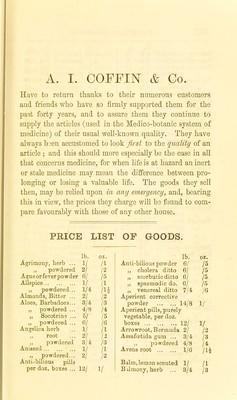 A. I. COFFIN & Co.
Have to return thanks to their numerous customers
and friends who have so firmly supported them for the
past forty years, and to assure them they continue to
supply the articles (used in the Medico-botanic system of
medicine) of their usual well-known quality. They have
always been accustomed to look first to the quality of an
article; and this should more especially be the case in all
that concerns medicine, for when life is at hazard an inert
or stale medicine may mean the difference between pro-
longing or losing a valuable life. The goods they sell
then, may be relied upon in any emergency, and, bearing
this in view, the prices they charge will be found to com-
pare favourably with those of any other house.
PRICE LIST OF GOODS.
lb. oz.
Agrimony, herb ... 1/ /1
„ powdered 2/ /2
Ague or fever powder 6/ /5
Allspice... ... ... 1/ /1
„ powdered... 1/4 /1½
Almonds, Bitter ... 2/ /2
Aloes, Barbadoes... 3/4 /3
„ powdered ... 4/8 /4
„ Socotrine ... 6/ /5
„ powdered ... 6/ /6
Angelica herb ... 1/ /1
„ root ... 2/ /2
„ powdered 3/4 /3
Aniseed... ... ... 1/ /1
„ powdered... 2/ /2
Anti-bilious pills
per doz. boxes ... 12/ 1/
lb. oz.
Anti-bilious powder 6/ /5
„ cholera ditto 6/ /5
„ scorbutic ditto 6/ /5
„ spasmodic do. 6/ /5
„ venereal ditto 7/4 /6
Aperient corrective
powder ... ... 14/8 1/
Aperient pills, purely
vegetable, per doz.
boxes ... ... ... 12/ 1/
Arrowroot, Bermuda 2/ /2
Assafœtida gum ... 3/4 /3
„ powdered 4/8 /4
Avens root ... ... 1/6 /1½
Balm, lemon scented 1/ /1
Bilmony, herb ... 3/4 /3